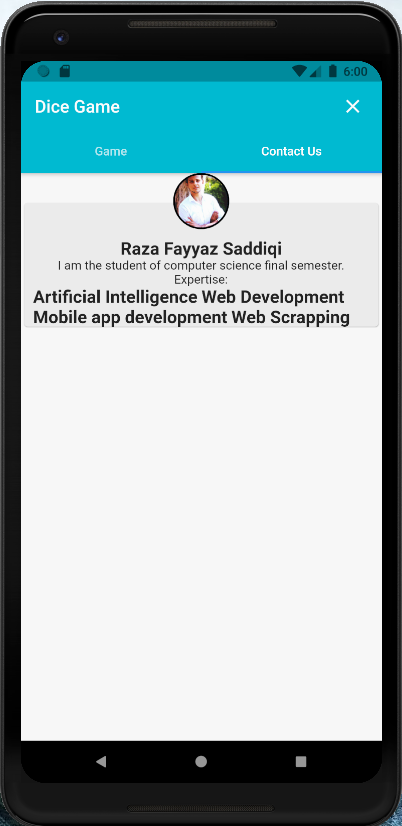 6:00
Dice Game
Game Contact Us
Raza Fayyaz Saddiqi
I am the student of computer science final semester.
Expertise:
Artificial Intelligence Web Development
Mobile app development Web Scrapping